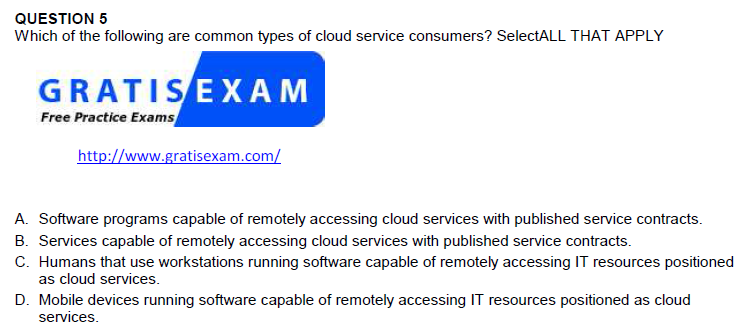 QUESTION 5
Which of the following are common types of cloud service consumers? SelectALL THAT APPLY
GRATISEXAM
Free Practice Exams
http://www.gratisexam.com/
A. Software programs capable of remotely accessing cloud services with published service contracts.
B. Services capable of remotely accessing cloud services with published service contracts.
C. Humans that use workstations running software capable of remotely accessing IT resources positioned
as cloud services.
D. Mobile devices running software capable of remotely accessing IT resources positioned as cloud
services.